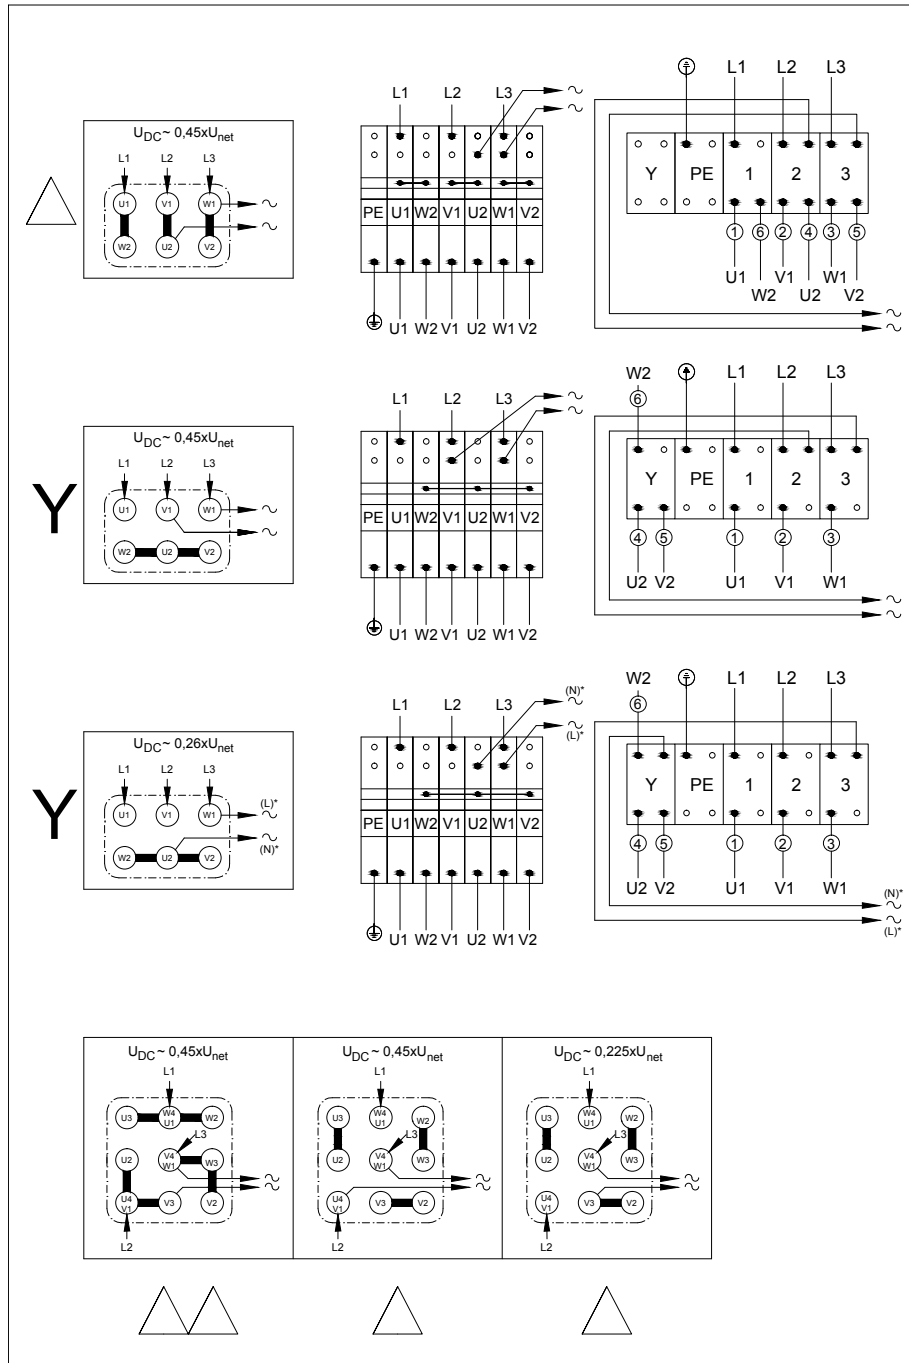 U_DC ~ 0,45xU_net
L1 L2 L3
U1 V1 W1 ~
~
W2 U2 V2
L1 L2 L3 ~
~
PE U1 W2 V1 U2 W1 V2
U1 W2 V1 U2 W1 V2
L1 L2 L3
Y PE 1 2 3
1 6 2 4 3 5
U1 V1 W1
W2 U2 V2
~
~
Y
U_DC ~ 0,45xU_net
L1 L2 L3
U1 V1 W1 ~
~
W2 U2 V2
L1 L2 L3 ~
~
PE U1 W2 V1 U2 W1 V2
U1 W2 V1 U2 W1 V2
W2 L1 L2 L3
6
Y PE 1 2 3
4 5 1 2 3
U2 V2 U1 V1 W1
~
~
Y
U_DC ~ 0,26xU_net
L1 L2 L3
U1 V1 W1 (L)* ~
~ (N)*
W2 U2 V2
L1 L2 L3 (N)* ~
~ (L)*
PE U1 W2 V1 U2 W1 V2
U1 W2 V1 U2 W1 V2
W2 L1 L2 L3
6
Y PE 1 2 3
4 5 1 2 3
U2 V2 U1 V1 W1
(N)* ~
~ (L)*
U_DC ~ 0,45xU_net
L1
U3 W4 U1 W2
L3
U2 V4 W1 W3
~
~
U4 V1 V3 V2
L2
U_DC ~ 0,45xU_net
L1
U3 W4 U1 W2
L3
U2 V4 W1 W3
~
~
U4 V1 V3 V2
L2
U_DC ~ 0,225xU_net
L1
U3 W4 U1 W2
L3
U2 V4 W1 W3
~
~
U4 V1 V3 V2
L2